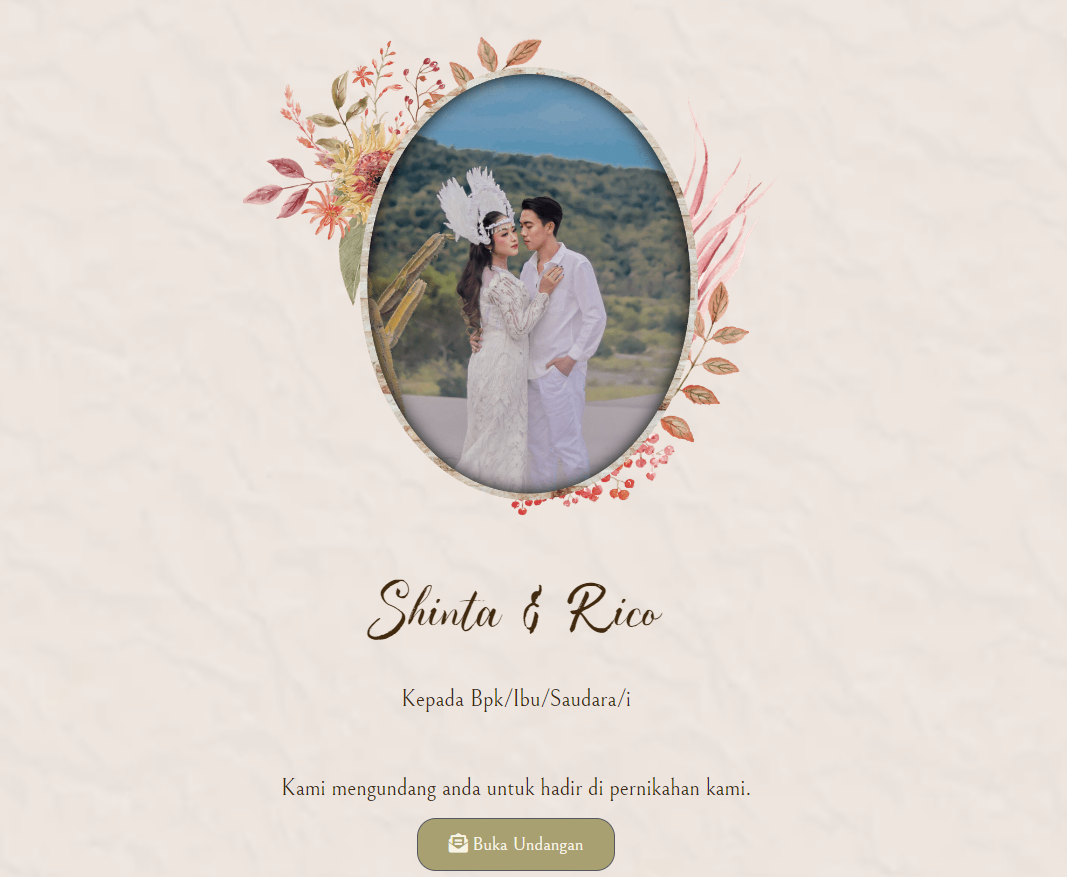 Shinta & Rico
Kepada Bpk/Ibu/Saudara/i
Kami mengundang anda untuk hadir di pernikahan kami.
Buka Undangan